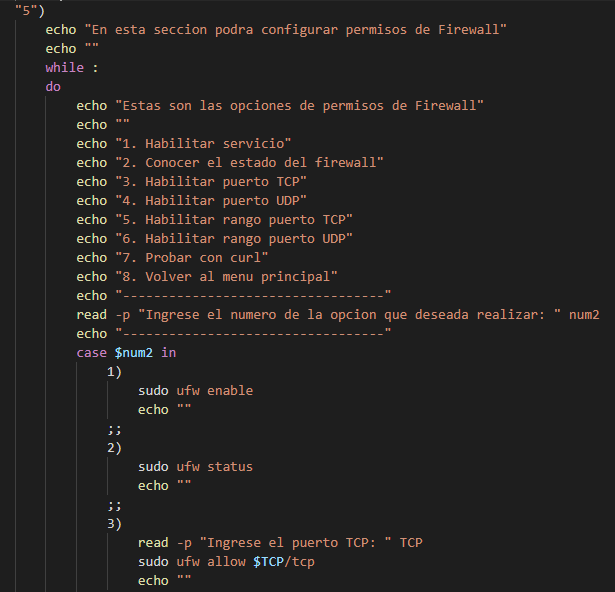 "5")
echo "En esta seccion podra configurar permisos de Firewall"
echo ""
while :
do
echo "Estas son las opciones de permisos de Firewall"
echo ""
echo "1. Habilitar servicio"
echo "2. Conocer el estado del firewall"
echo "3. Habilitar puerto TCP"
echo "4. Habilitar puerto UDP"
echo "5. Habilitar rango puerto TCP"
echo "6. Habilitar rango puerto UDP"
echo "7. Probar con curl"
echo "8. Volver al menu principal"
echo "----------------------------------"
read -p "Ingrese el numero de la opcion que deseada realizar: " num2
echo "----------------------------------"
case $num2 in
1)
sudo ufw enable
echo ""
;;
2)
sudo ufw status
echo ""
;;
3)
read -p "Ingrese el puerto TCP: " TCP
sudo ufw allow $TCP/tcp
echo ""